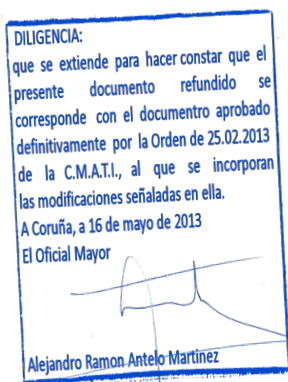 DILIGENCIA:
que se extiende para hacer constar que el
presente documento refundido se
corresponde con el documentro aprobado
definitivamente por la Orden de 25.02.2013
de la C.M.A.T.I., al que se incorporan
las modificaciones señaladas en ella.
A Coruña, a 16 de mayo de 2013
El Oficial Mayor
Alejandro Ramon Antelo Martinez